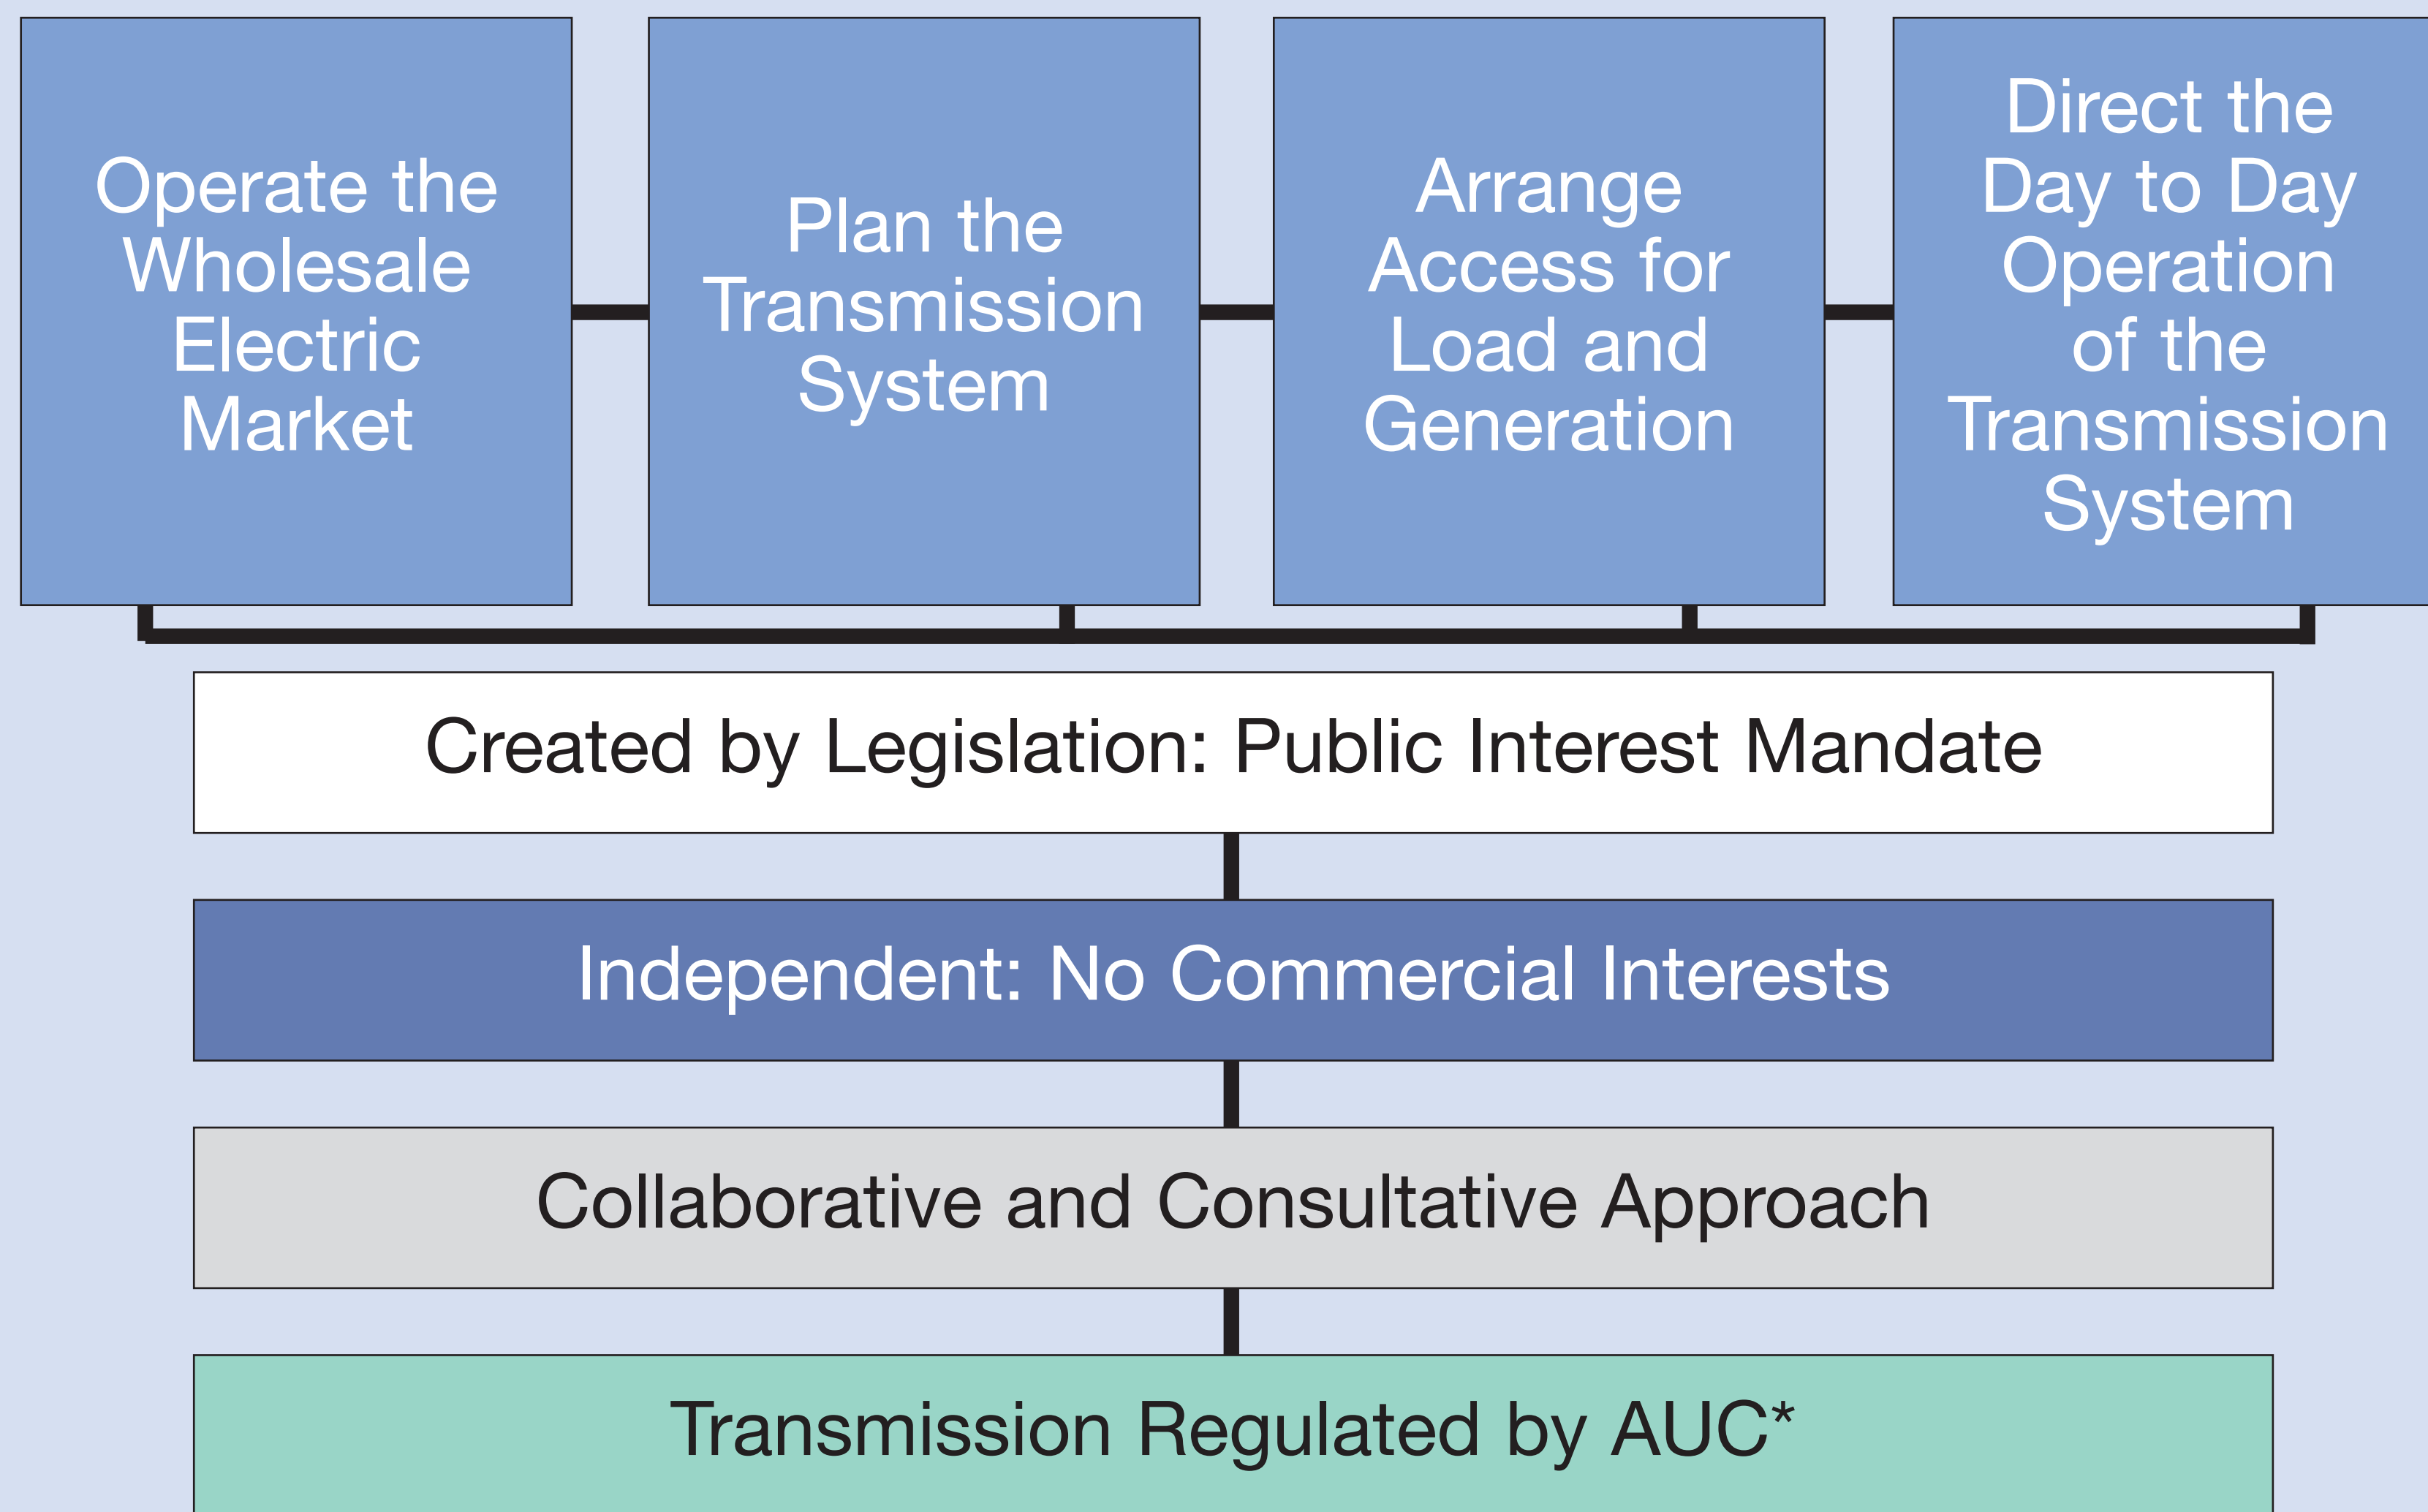 Operate the
Wholesale
Electric
Market
Plan the
Transmission
System
Arrange
Access for
Load and
Generation
Direct the
Day to Day
Operation
of the
Transmission
System
Created by Legislation: Public Interest Mandate
Independent: No Commercial Interests
Collaborative and Consultative Approach
Transmission Regulated by AUC*